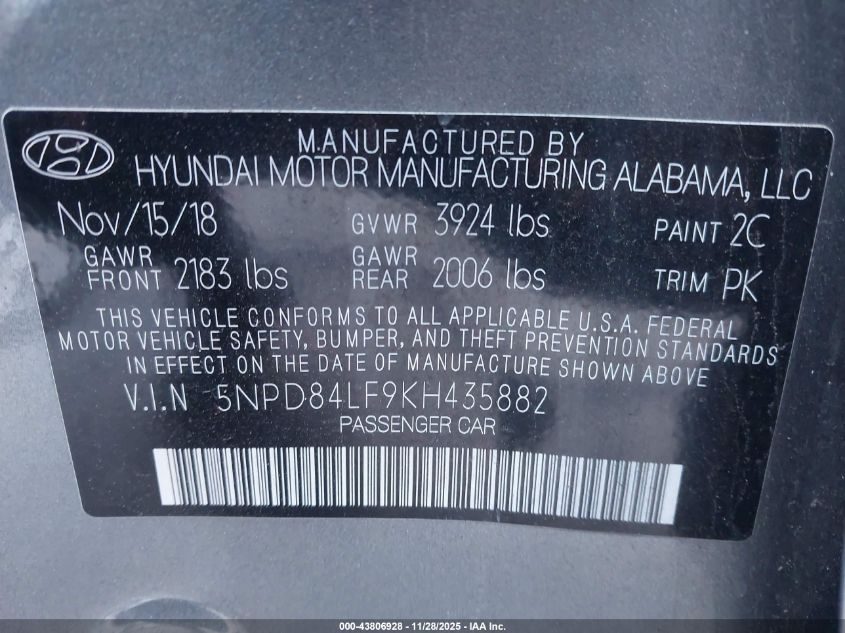 MANUFACTURED BY
HYUNDAI MOTOR MANUFACTURING ALABAMA, LLC
Nov/15/18 GVWR 3924 lbs PAINT 2C
GAWR FRONT 2183 lbs GAWR REAR 2006 lbs TRIM PK
THIS VEHICLE CONFORMS TO ALL APPLICABLE U.S.A. FEDERAL
MOTOR VEHICLE SAFETY, BUMPER, AND THEFT PREVENTION STANDARDS
IN EFFECT ON THE DATE OF MANUFACTURE SHOWN ABOVE
V.I.N 5NPD84LF9KH435882
PASSENGER CAR
000-43806928 - 11/28/2025 - IAA Inc.